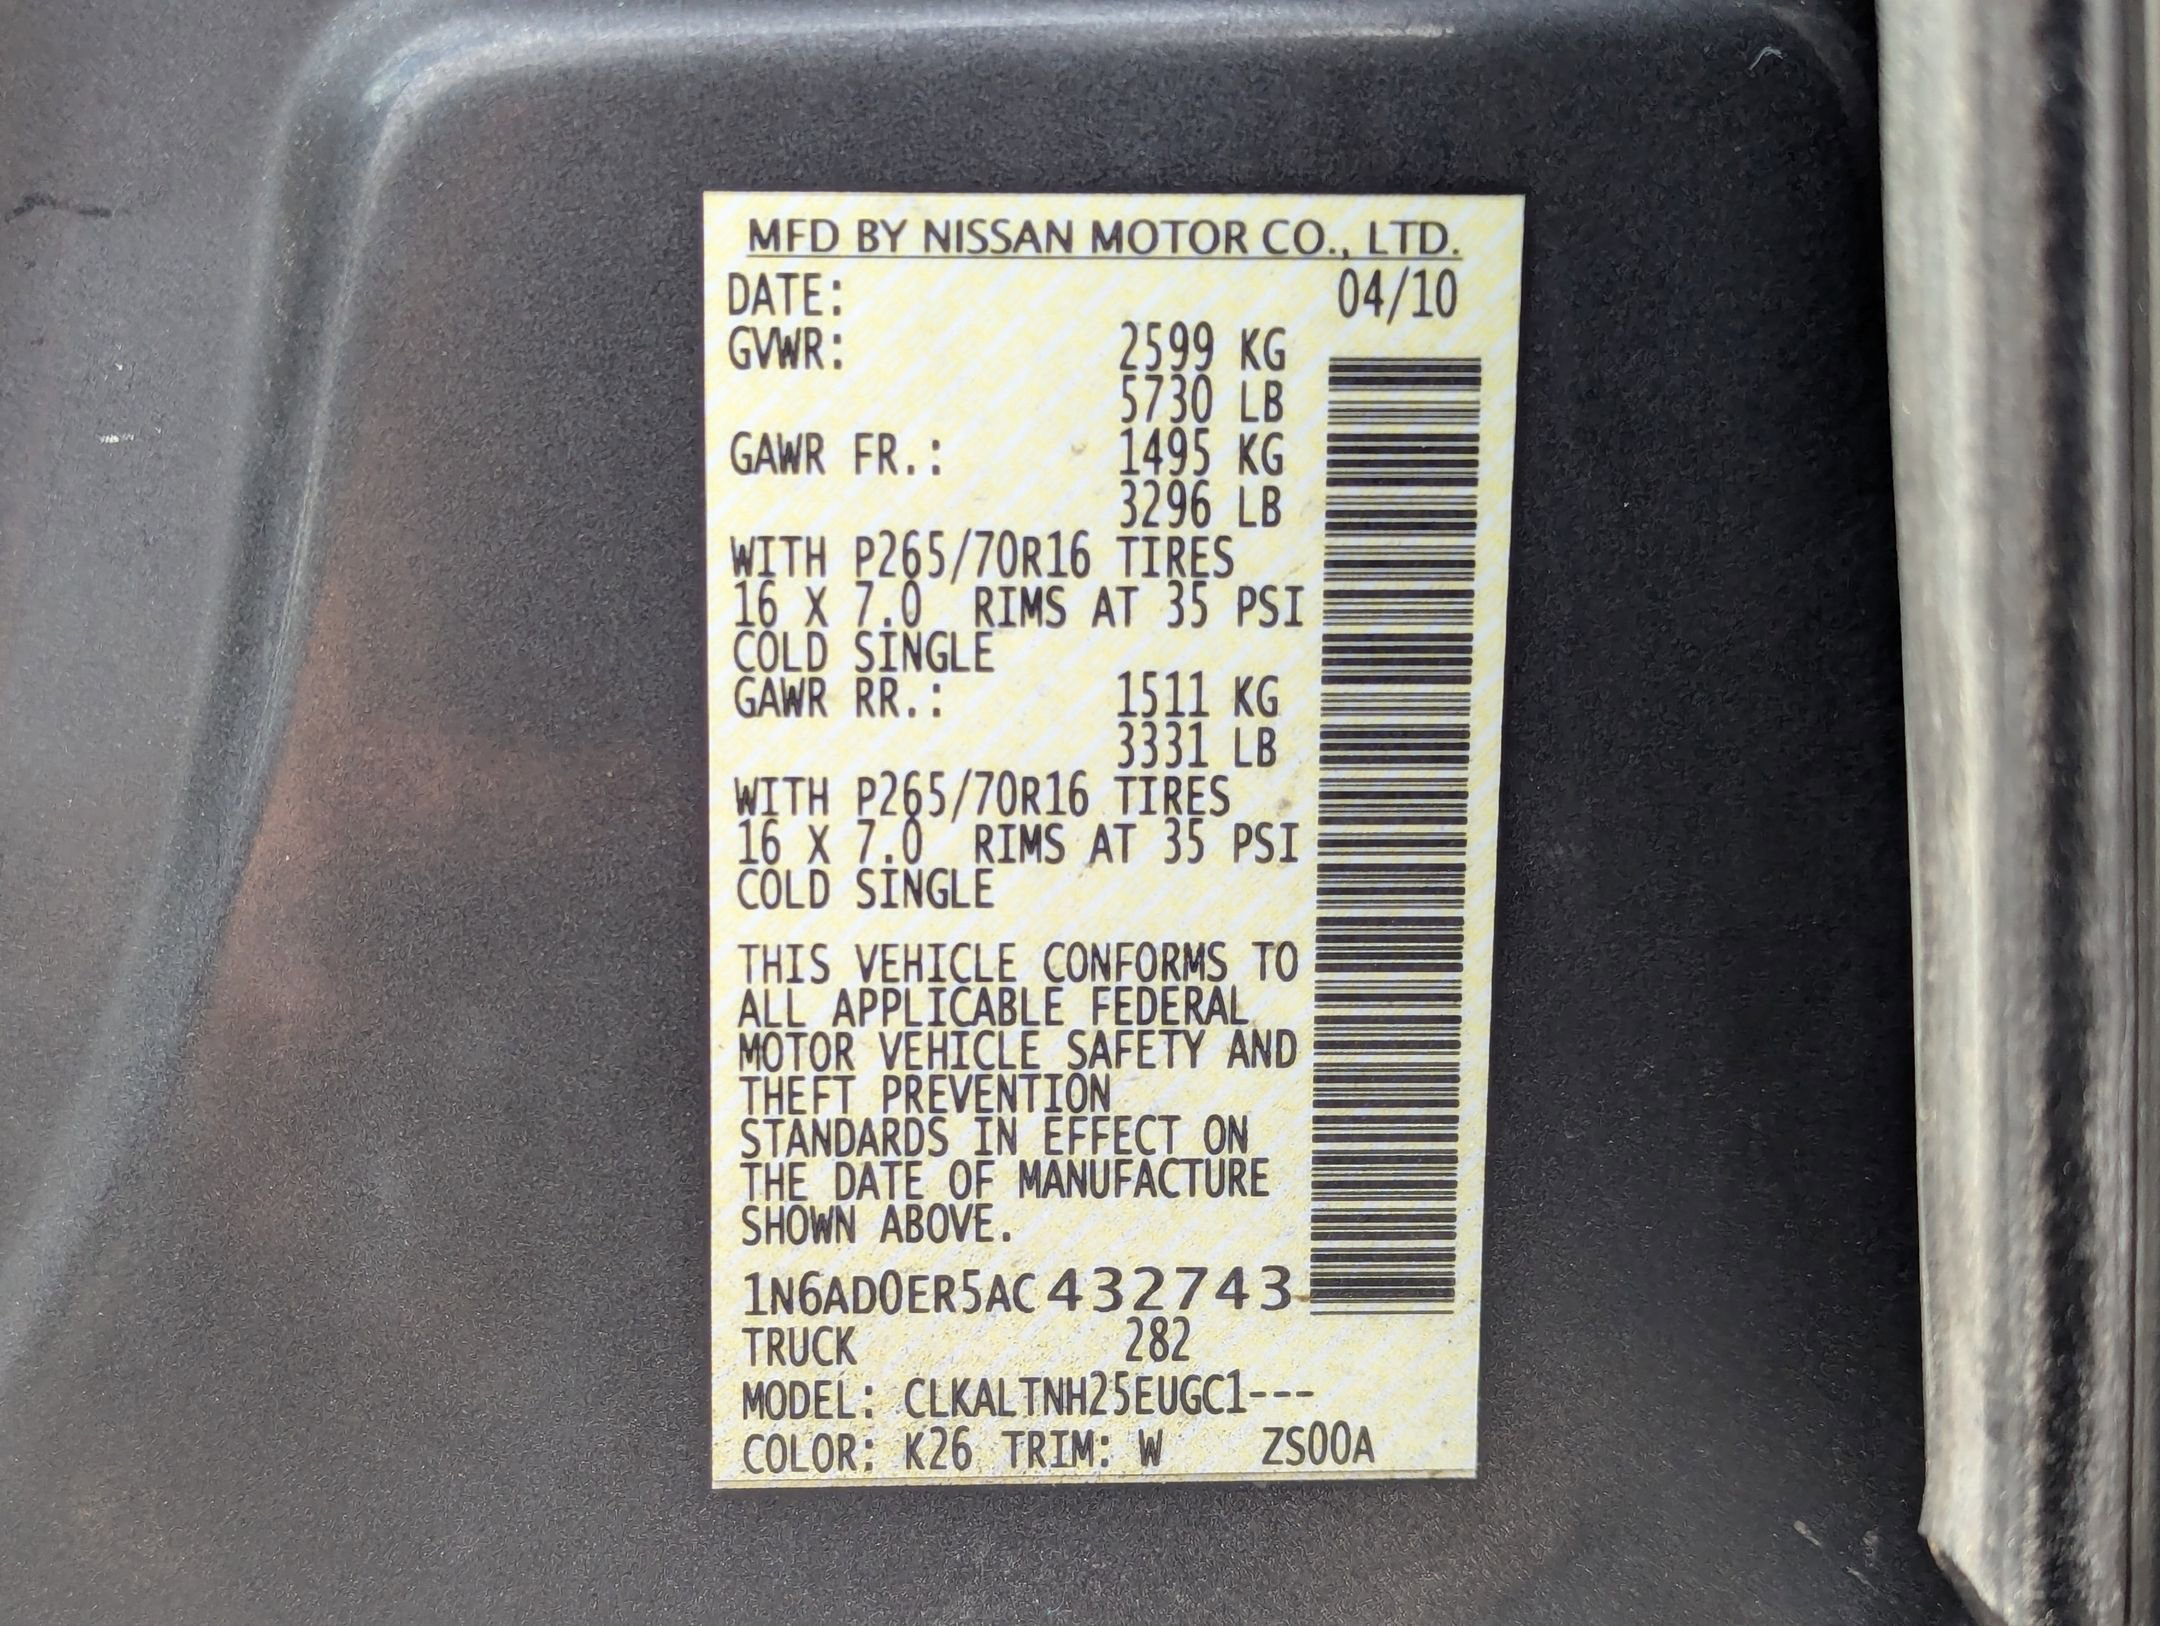 MFD BY NISSAN MOTOR CO., LTD.
DATE: 04/10
GVWR: 2599 KG
5730 LB
GAWR FR.: 1495 KG
3296 LB
WITH P265/70R16 TIRES
16 X 7.0 RIMS AT 35 PSI
COLD SINGLE
GAWR RR.: 1511 KG
3331 LB
WITH P265/70R16 TIRES
16 X 7.0 RIMS AT 35 PSI
COLD SINGLE
THIS VEHICLE CONFORMS TO
ALL APPLICABLE FEDERAL
MOTOR VEHICLE SAFETY AND
THEFT PREVENTION
STANDARDS IN EFFECT ON
THE DATE OF MANUFACTURE
SHOWN ABOVE.
1N6AD0ER5AC432743
TRUCK 282
MODEL: CLKALTNH25EUGC1---
COLOR: K26 TRIM: W ZS00A